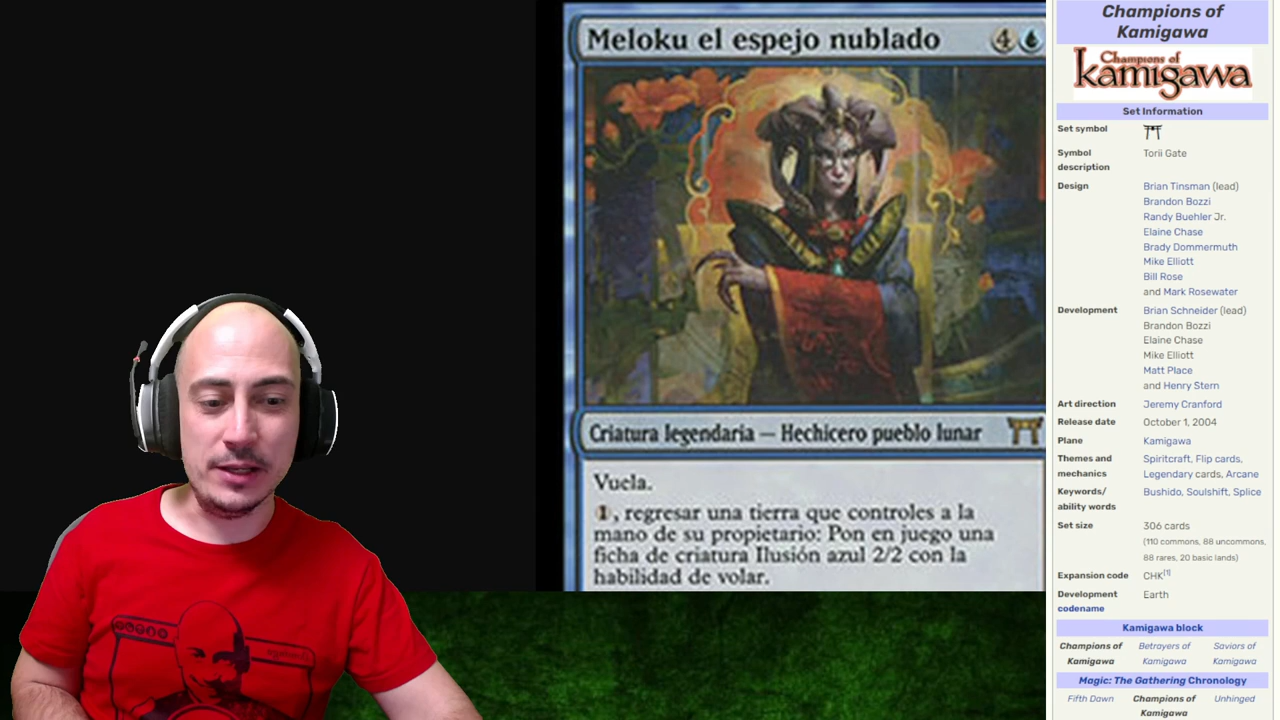 Meloku el espejo nublado
4
Criatura legendaria — Hechicero pueblo lunar
Vuela.
1, regresar una tierra que controles a la
mano de su propietario: Pon en juego una
ficha de criatura Ilusión azul 2/2 con la
habilidad de volar.
Champions of
Kamigawa
Champions of
kamigawa
Set Information
Set symbol
Symbol description
Torii Gate
Design
Brian Tinsman (lead)
Brandon Bozzi
Randy Buehler Jr.
Elaine Chase
Brady Dommermuth
Mike Elliott
Bill Rose
and Mark Rosewater
Development
Brian Schneider (lead)
Brandon Bozzi
Elaine Chase
Mike Elliott
Matt Place
and Henry Stern
Art direction
Jeremy Cranford
Release date
October 1, 2004
Plane
Kamigawa
Themes and mechanics
Spiritcraft, Flip cards,
Legendary cards, Arcane
Keywords/ ability words
Bushido, Soulshift, Splice
Set size
306 cards
(110 commons, 88 uncommons,
88 rares, 20 basic lands)
Expansion code
CHK[1]
Development codename
Earth
Kamigawa block
Champions of Kamigawa
Betrayers of Kamigawa
Saviors of Kamigawa
Magic: The Gathering Chronology
Fifth Dawn
Champions of Kamigawa
Unhinged